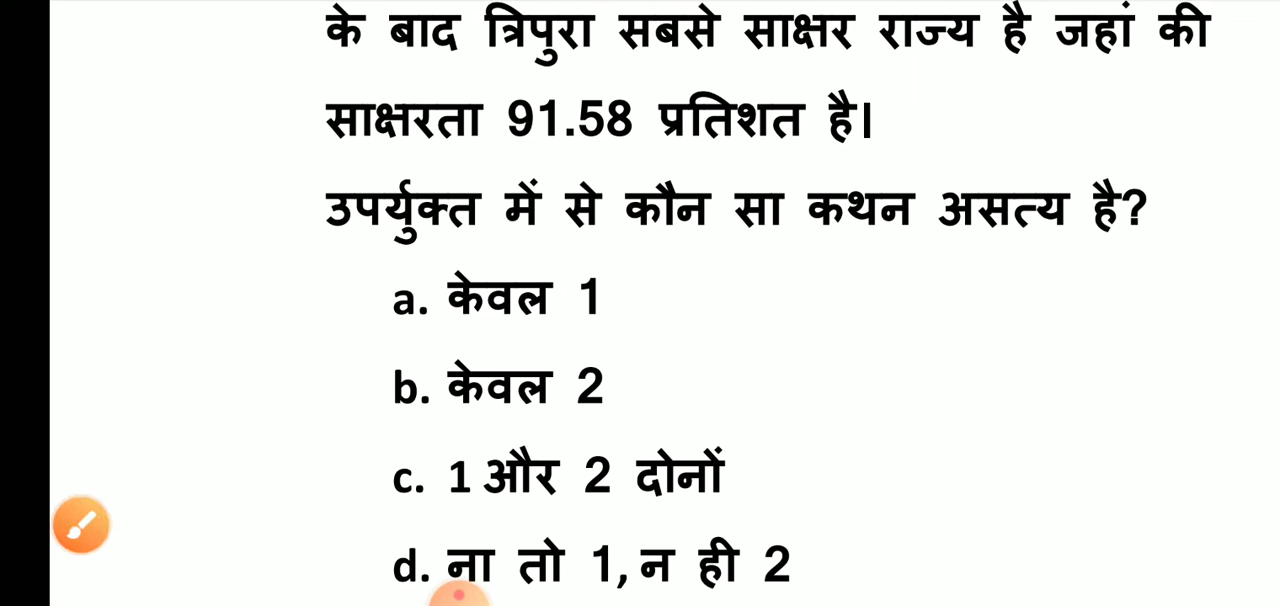 के बाद त्रिपुरा सबसे साक्षर राज्य है जहां की
साक्षरता 91.58 प्रतिशत है।
उपर्युक्त में से कौन सा कथन असत्य है?
a. केवल 1
b. केवल 2
c. 1 और 2 दोनों
d. ना तो 1, न ही 2